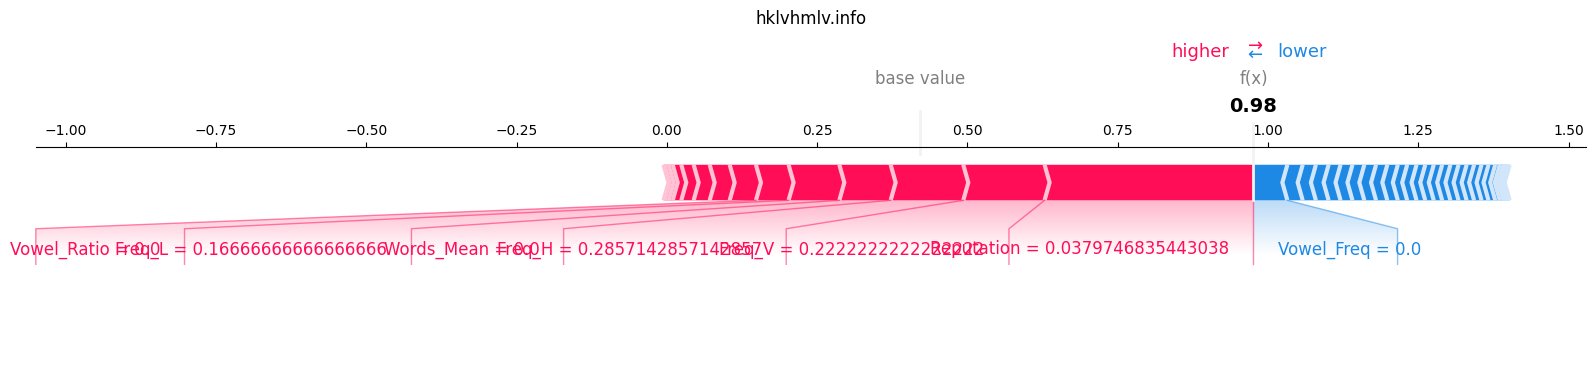 hklvhmlv.info
higher ⇄ lower
base value f(x)
0.98
−1.00 −0.75 −0.50 −0.25 0.00 0.25 0.50 0.75 1.00 1.25 1.50
Vowel_Ratio = 0.0 Freq_L = 0.16666666666666666 Words_Mean = 0.0 Freq_H = 0.2857142857142857 Freq_V = 0.2222222222222222 Reputation = 0.0379746835443038 Vowel_Freq = 0.0